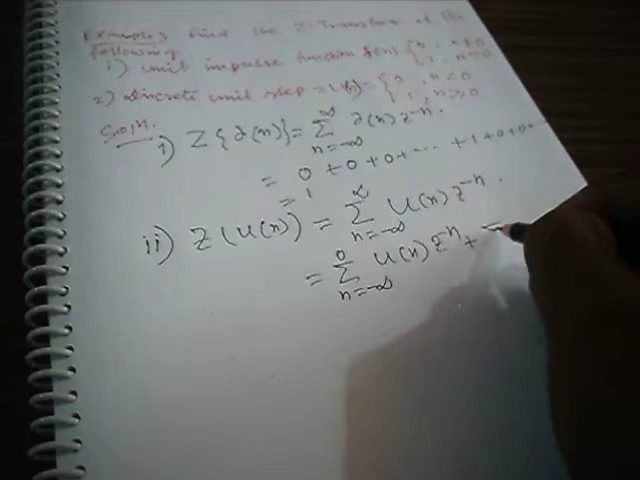 Examples Find the Z-Transform of the
following
1) unit impulse function δ(n) { 0 , n ≠ 0
1 , n = 0
2) discrete unit step = u(n) = { 0 , n < 0
1 , n ≥ 0
Soln.
i) Z{∂(n)} = ∑_{n=-∞}^{∞} ∂(n) z^{-n}.
= 0 + 0 + 0 + ... + 1 + 0 + 0 + ...
= 1
ii) Z(U(n)) = ∑_{n=-∞}^{∞} U(n) z^{-n}.
= ∑_{n=-∞}^{0} U(n) z^{-n} +